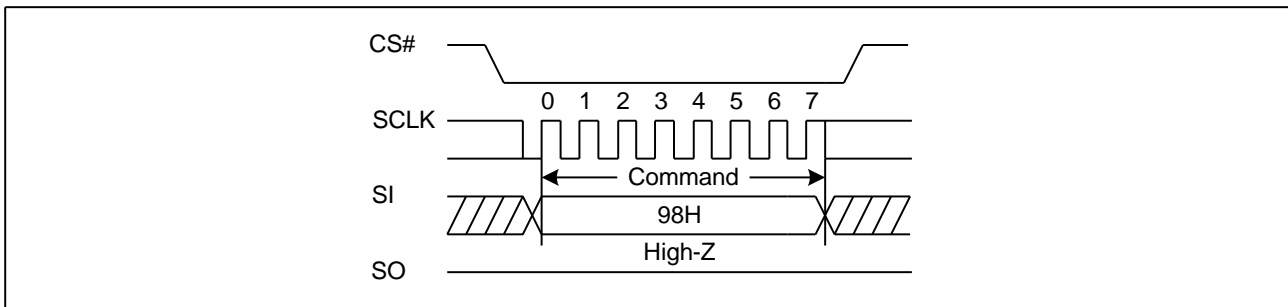 CS#
0 1 2 3 4 5 6 7
SCLK
Command
SI
98H
High-Z
SO